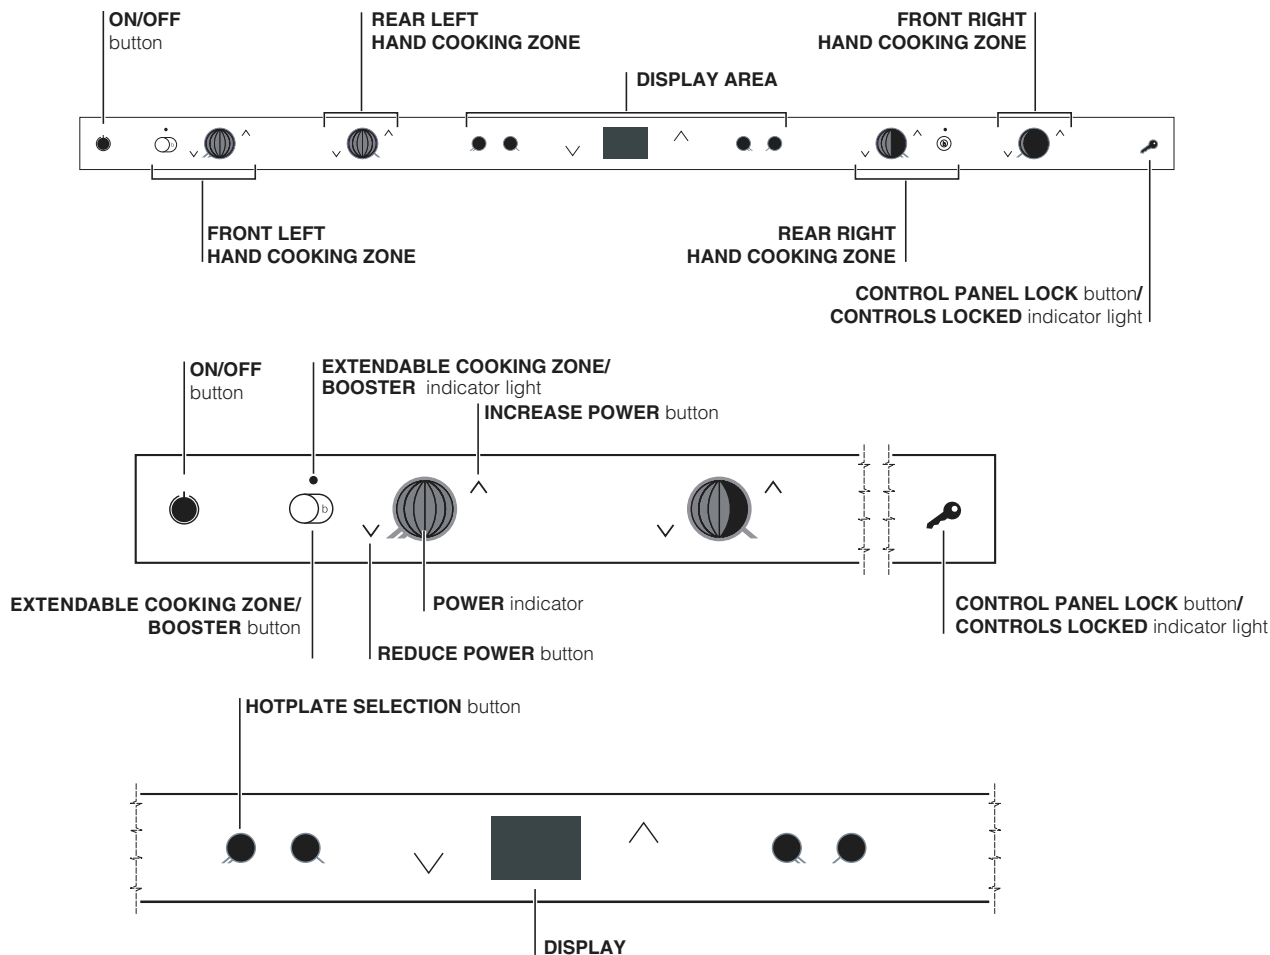 ON/OFF
button
REAR LEFT
HAND COOKING ZONE
FRONT RIGHT
HAND COOKING ZONE
DISPLAY AREA
b
FRONT LEFT
HAND COOKING ZONE
REAR RIGHT
HAND COOKING ZONE
CONTROL PANEL LOCK button/
CONTROLS LOCKED indicator light
ON/OFF
button
EXTENDABLE COOKING ZONE/
BOOSTER indicator light
INCREASE POWER button
b
EXTENDABLE COOKING ZONE/
BOOSTER button
POWER indicator
REDUCE POWER button
CONTROL PANEL LOCK button/
CONTROLS LOCKED indicator light
HOTPLATE SELECTION button
DISPLAY